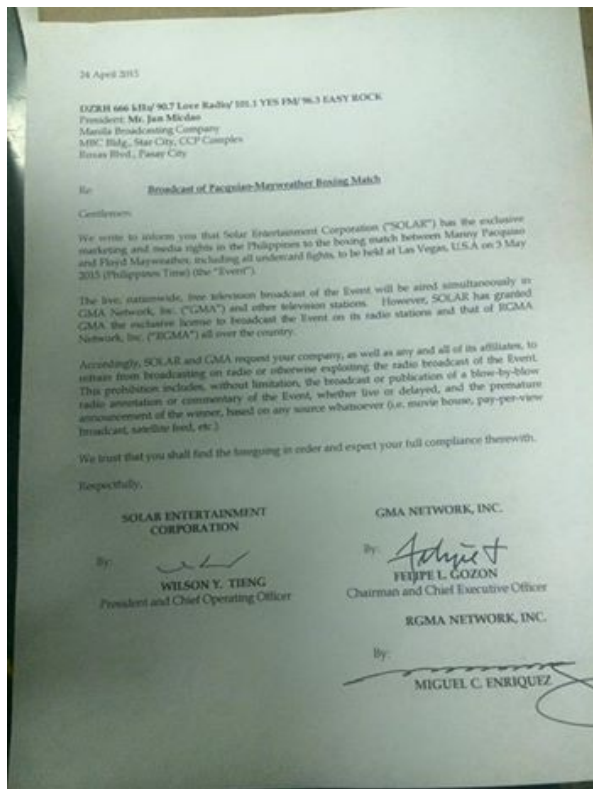 24 April 2015
DZRH 666 kHz/ 90.7 Love Radio/ 101.1 YES FM/ 96.3 EASY ROCK
President: Mr. Jun Micdao
Manila Broadcasting Company
MBC Bldg., Star City, CCP Complex
Roxas Blvd., Pasay City
Re: Broadcast of Pacquiao-Mayweather Boxing Match
Gentlemen:
We write to inform you that Solar Entertainment Corporation ("SOLAR") has the exclusive
marketing and media rights in the Philippines to the boxing match between Manny Pacquiao
and Floyd Mayweather, including all undercard fights, to be held at Las Vegas, U.S.A on 3 May
2015 (Philippines Time) (the "Event").
The live, nationwide, free television broadcast of the Event will be aired simultaneously in
GMA Network, Inc. ("GMA") and other television stations. However, SOLAR has granted
GMA the exclusive license to broadcast the Event on its radio stations and that of RGMA
Network, Inc. ("RGMA") all over the country.
Accordingly, SOLAR and GMA request your company, as well as any and all of its affiliates, to
refrain from broadcasting on radio or otherwise exploiting the radio broadcast of the Event.
This prohibition includes, without limitation, the broadcast or publication of a blow-by-blow
radio annotation or commentary of the Event, whether live or delayed, and the premature
announcement of the winner, based on any source whatsoever (i.e. movie house, pay-per-view
broadcast, satellite feed, etc.)
We trust that you shall find the foregoing in order and expect your full compliance therewith.
Respectfully,
SOLAR ENTERTAINMENT
CORPORATION
By:
WILSON Y. TIENG
President and Chief Operating Officer
GMA NETWORK, INC.
By:
FELIPE L. GOZON
Chairman and Chief Executive Officer
RGMA NETWORK, INC.
By:
MIGUEL C. ENRIQUEZ